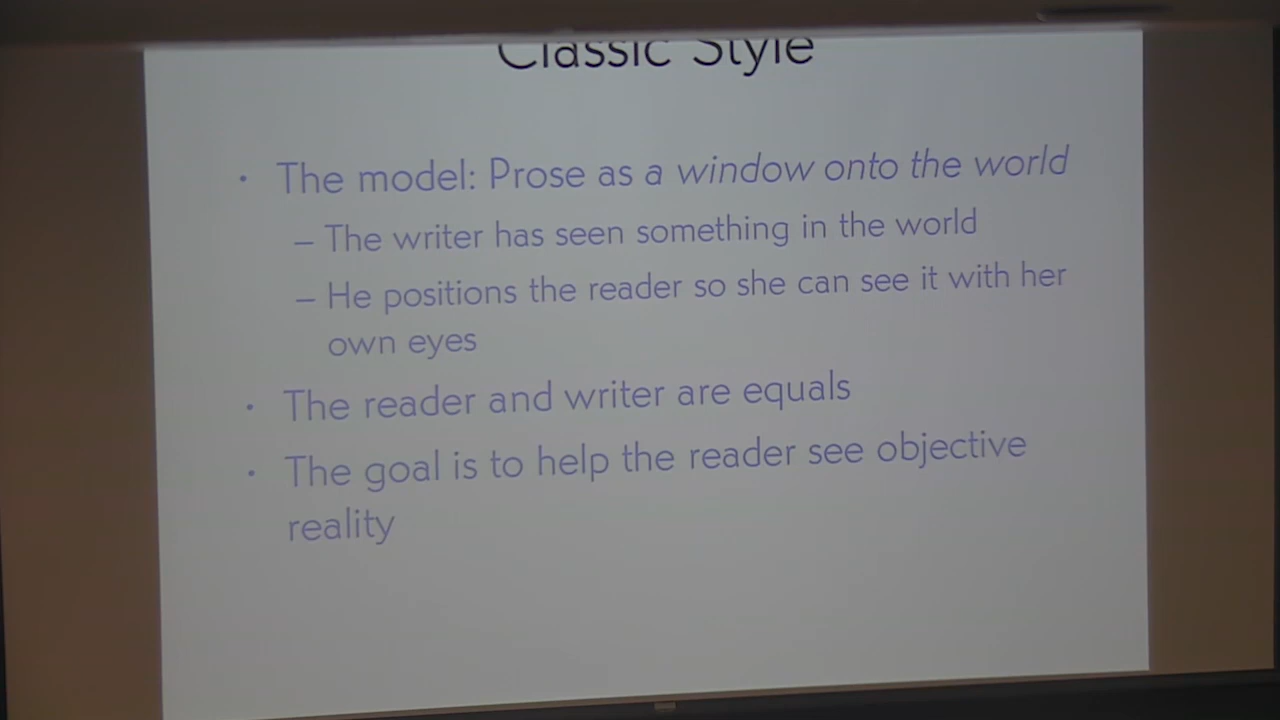 Classic Style
• The model: Prose as a window onto the world
– The writer has seen something in the world
– He positions the reader so she can see it with her
own eyes
• The reader and writer are equals
• The goal is to help the reader see objective
reality